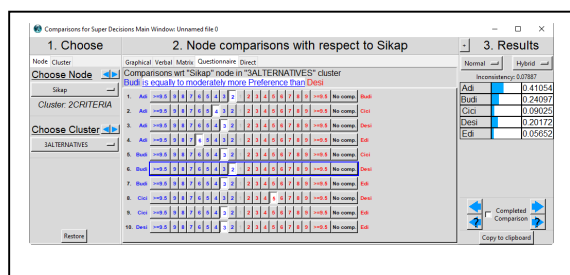 Comparisons for Super Decisions Main Window: Unnamed file 0
1. Choose
2. Node comparisons with respect to Sikap
- 3. Results
Node Cluster
Choose Node
Sikap
Cluster: 2CRITERIA
Choose Cluster
3ALTERNATIVES
Restore
Graphical Verbal Matrix Questionnaire Direct
Comparisons wrt "Sikap" node in "3ALTERNATIVES" cluster
Budi is equally to moderately more Preference than Desi
1. Adi >=9.5 9 8 7 6 5 4 3 2 2 3 4 5 6 7 8 9 >=9.5 No comp. Budi
2. Adi >=9.5 9 8 7 6 5 4 3 2 2 3 4 5 6 7 8 9 >=9.5 No comp. Cici
3. Adi >=9.5 9 8 7 6 5 4 3 2 2 3 4 5 6 7 8 9 >=9.5 No comp. Desi
4. Adi >=9.5 9 8 7 6 5 4 3 2 2 3 4 5 6 7 8 9 >=9.5 No comp. Edi
5. Budi >=9.5 9 8 7 6 5 4 3 2 2 3 4 5 6 7 8 9 >=9.5 No comp. Cici
6. Budi >=9.5 9 8 7 6 5 4 3 2 2 3 4 5 6 7 8 9 >=9.5 No comp. Desi
7. Budi >=9.5 9 8 7 6 5 4 3 2 2 3 4 5 6 7 8 9 >=9.5 No comp. Edi
8. Cici >=9.5 9 8 7 6 5 4 3 2 2 3 4 5 6 7 8 9 >=9.5 No comp. Desi
9. Cici >=9.5 9 8 7 6 5 4 3 2 2 3 4 5 6 7 8 9 >=9.5 No comp. Edi
10. Desi >=9.5 9 8 7 6 5 4 3 2 2 3 4 5 6 7 8 9 >=9.5 No comp. Edi
Normal Hybrid
Inconsistency: 0.07887
Adi 0.41054
Budi 0.24097
Cici 0.09025
Desi 0.20172
Edi 0.05652
Completed
Comparison
Copy to clipboard